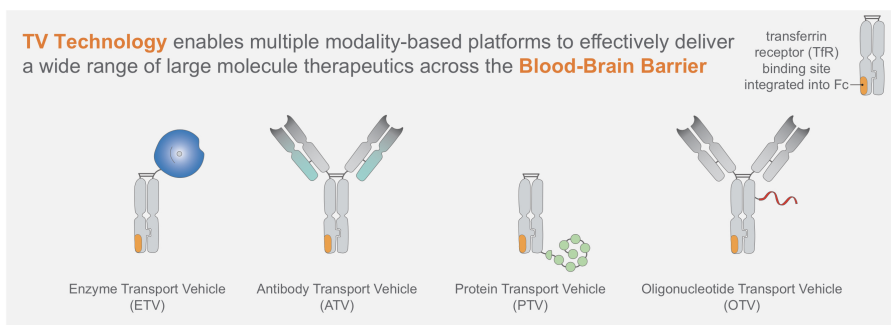 TV Technology enables multiple modality-based platforms to effectively deliver
a wide range of large molecule therapeutics across the Blood-Brain Barrier
transferrin
receptor (TfR)
binding site
integrated into Fc
Enzyme Transport Vehicle
(ETV)
Antibody Transport Vehicle
(ATV)
Protein Transport Vehicle
(PTV)
Oligonucleotide Transport Vehicle
(OTV)